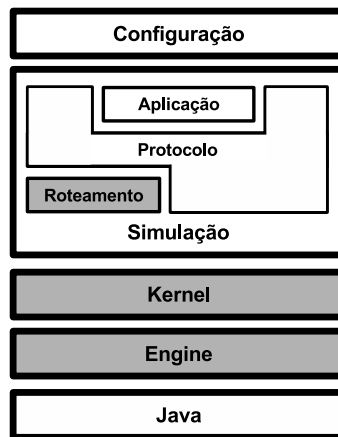 Configuração
Aplicação
Protocolo
Roteamento
Simulação
Kernel
Engine
Java